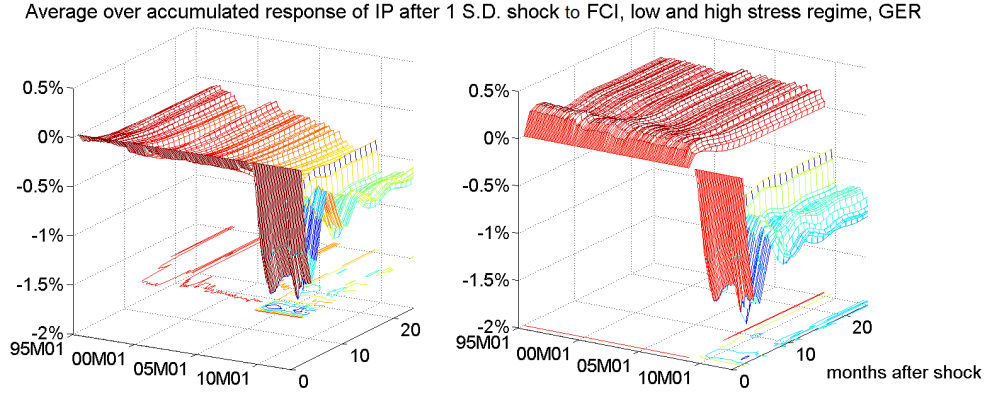 Average over accumulated response of IP after 1 S.D. shock to FCI, low and high stress regime, GER
0.5%
0%
-0.5%
-1%
-1.5%
-2%
95M01
00M01
05M01
10M01
0
10
20
0.5%
0%
-0.5%
-1%
-1.5%
-2%
95M01
00M01
05M01
10M01
0
10
20
months after shock